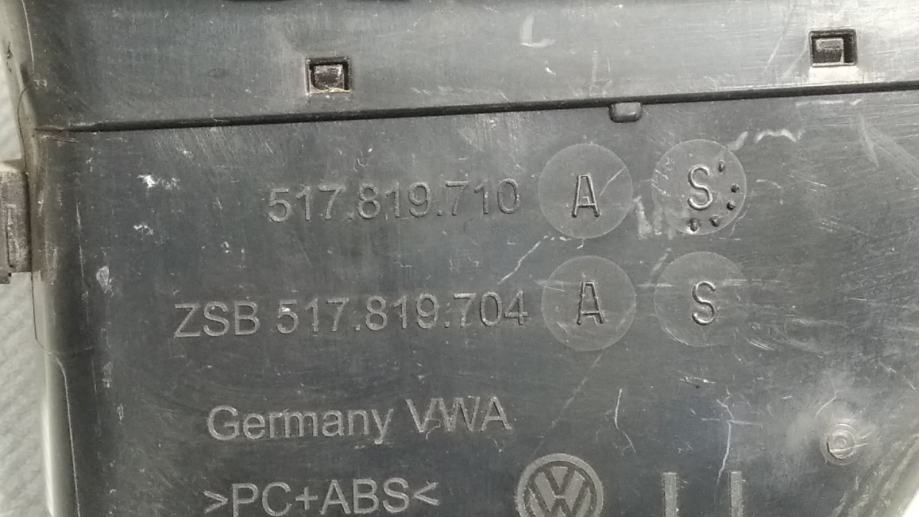 517.819.710 A S
ZSB 517.819.704 A S
Germany VWA
>PC+ABS<